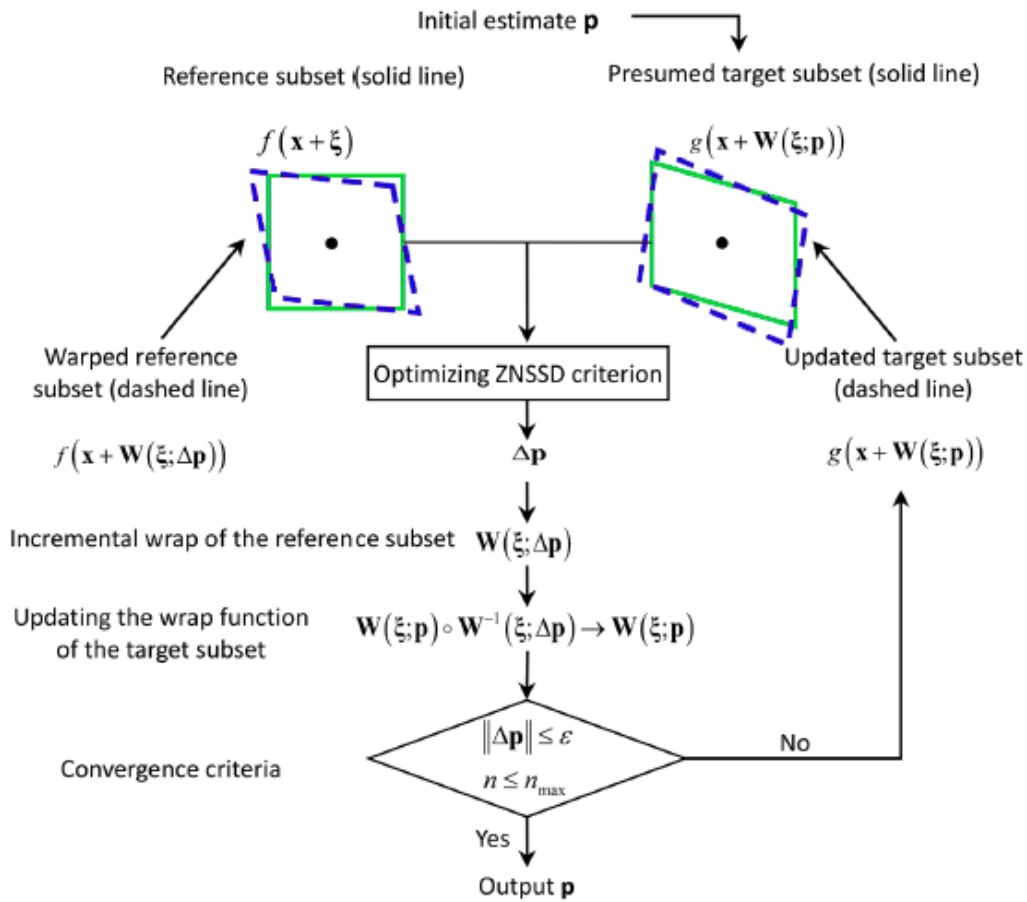 Initial estimate p
Reference subset (solid line)
Presumed target subset (solid line)
f(x + ξ)
g(x + W(ξ;p))
Warped reference
subset (dashed line)
Optimizing ZNSSD criterion
Updated target subset
(dashed line)
f(x + W(ξ;Δp))
Δp
g(x + W(ξ;p))
Incremental wrap of the reference subset W(ξ;Δp)
Updating the wrap function
of the target subset
W(ξ;p) ∘ W⁻¹(ξ;Δp) → W(ξ;p)
Convergence criteria
‖Δp‖ ≤ ε
n ≤ nₘₐₓ
No
Yes
Output p